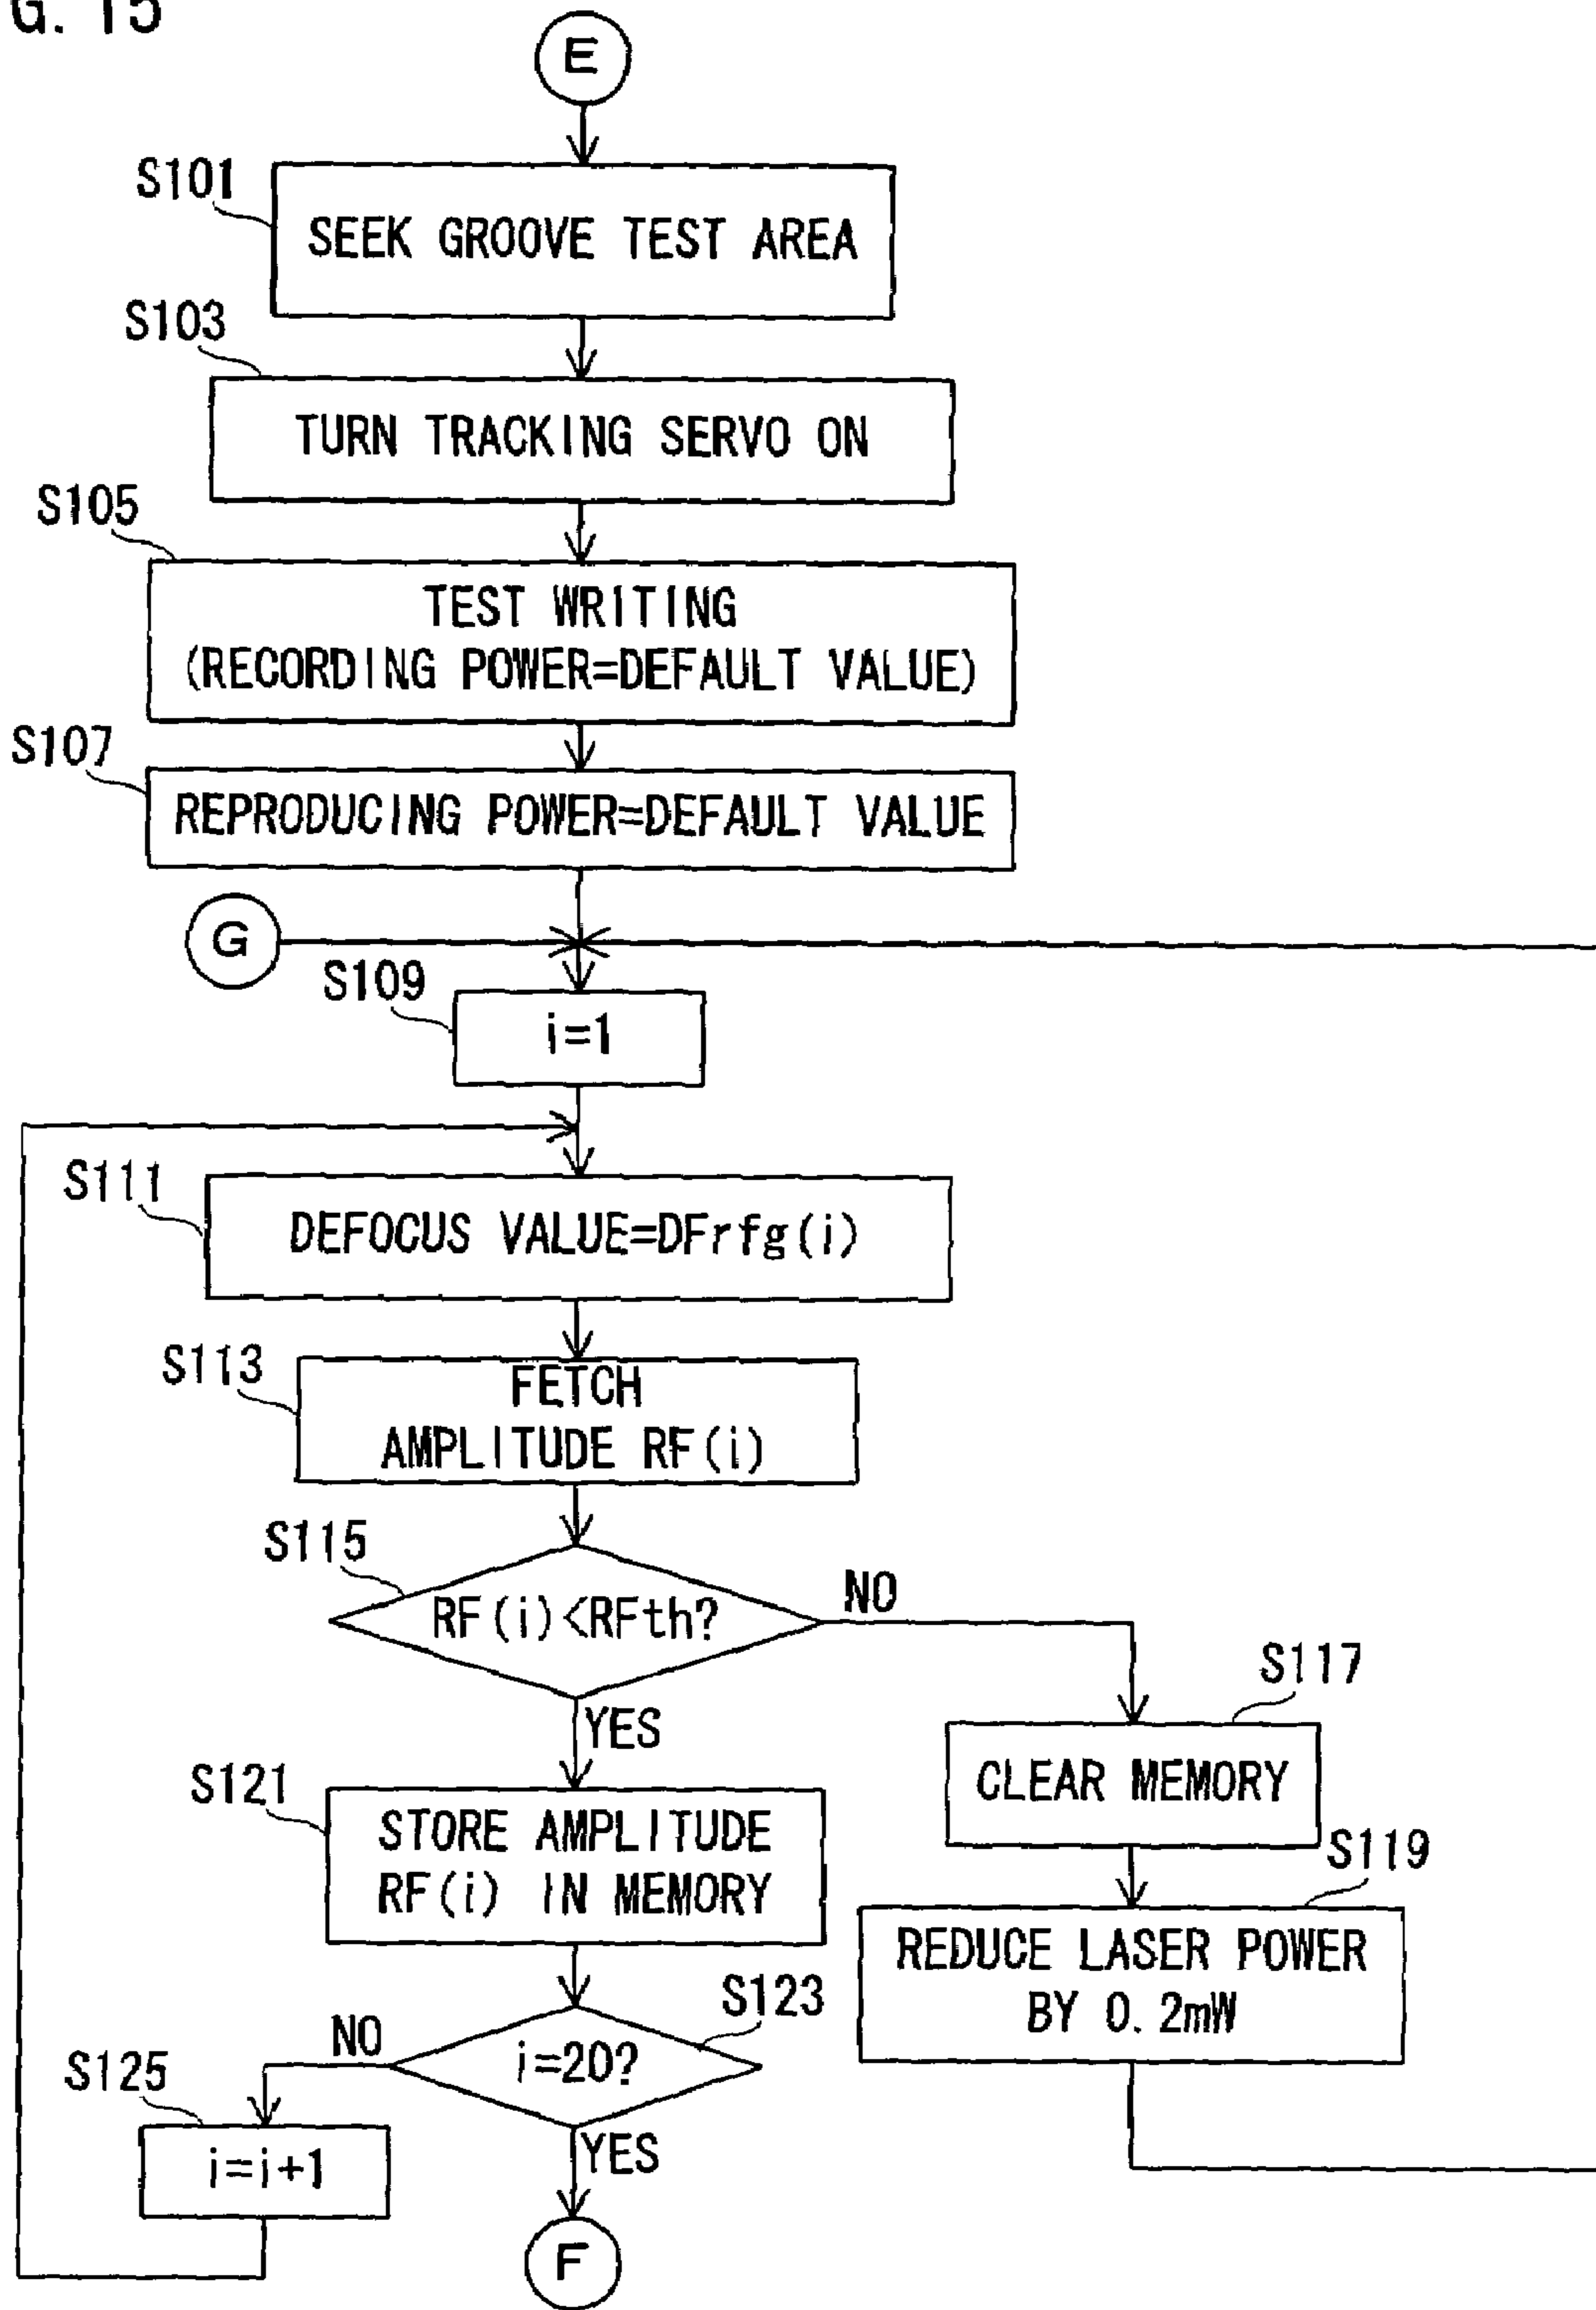 G. 15
E
S101
SEEK GROOVE TEST AREA
S103
TURN TRACKING SERVO ON
S105
TEST WRITING
(RECORDING POWER=DEFAULT VALUE)
S107
REPRODUCING POWER=DEFAULT VALUE
G
S109
i=1
S111
DEFOCUS VALUE=DFrfg(i)
S113
FETCH
AMPLITUDE RF(i)
S115
RF(i)<RFth?
NO
YES
S117
CLEAR MEMORY
S119
REDUCE LASER POWER
BY 0.2mW
S121
STORE AMPLITUDE
RF(i) IN MEMORY
S123
i=20?
NO
YES
S125
i=i+1
F